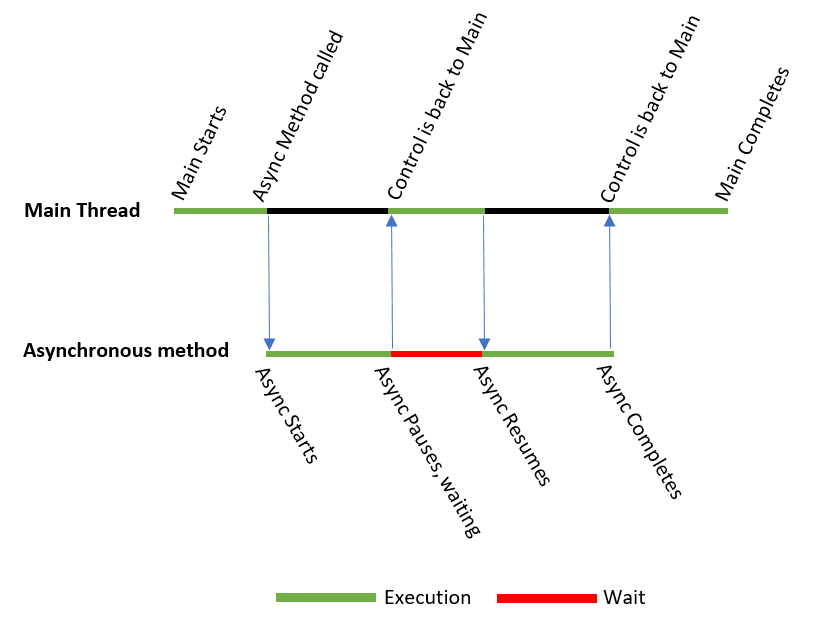 Main Starts
Async Method called
Control is back to Main
Control is back to Main
Main Completes
Main Thread
Asynchronous method
Async Starts
Async Pauses, waiting
Async Resumes
Async Completes
Execution
Wait